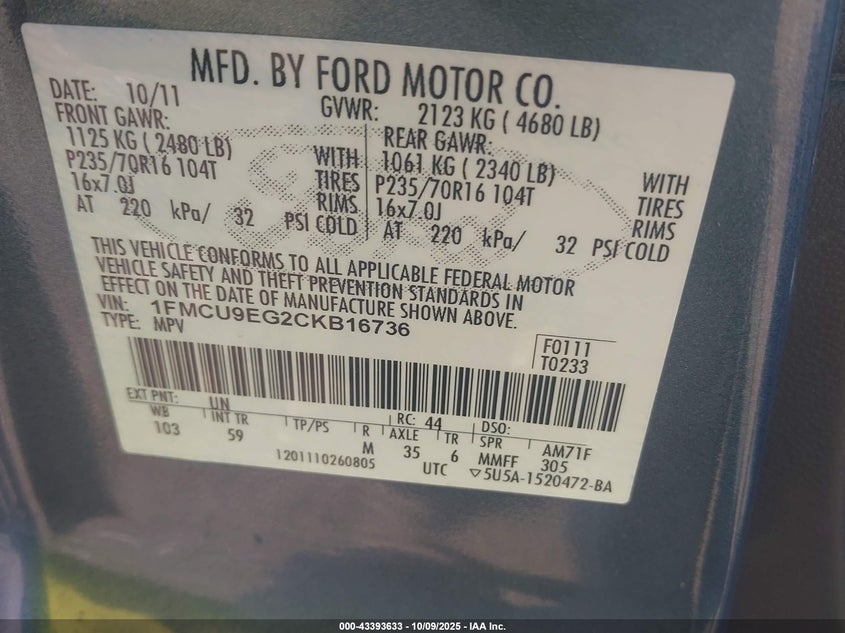 MFD. BY FORD MOTOR CO.
DATE: 10/11
GVWR: 2123 KG ( 4680 LB)
FRONT GAWR:
1125 KG ( 2480 LB)
P235/70R16 104T
16x7.0J
WITH
TIRES
RIMS
AT 220 kPa/ 32 PSI COLD
REAR GAWR:
1061 KG ( 2340 LB)
P235/70R16 104T
16x7.0J
WITH
TIRES
RIMS
AT 220 kPa/ 32 PSI COLD
THIS VEHICLE CONFORMS TO ALL APPLICABLE FEDERAL MOTOR
VEHICLE SAFETY AND THEFT PREVENTION STANDARDS IN
EFFECT ON THE DATE OF MANUFACTURE SHOWN ABOVE.
VIN: 1FMCU9EG2CKB16736
TYPE: MPV
F0111
T0233
EXT PNT: UN RC: 44 DSO:
WB INT TR TP/PS R AXLE TR SPR AM71F
103 59 M 35 6 MMFF 305
1201110260805 UTC ▽5U5A-1520472-BA
000-43393633 - 10/09/2025 - IAA Inc.